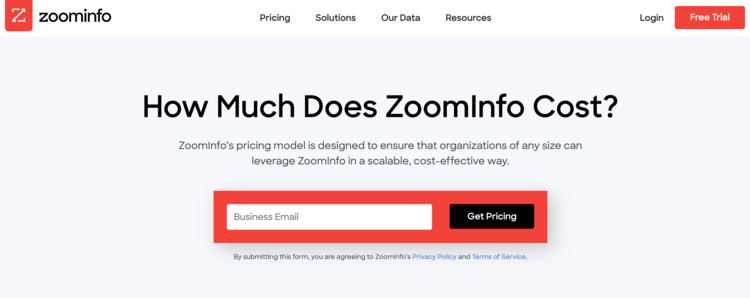 zoominfo
Pricing
Solutions
Our Data
Resources
Login
Free Trial
How Much Does ZoomInfo Cost?
ZoomInfo's pricing model is designed to ensure that organizations of any size can
leverage ZoomInfo in a scalable, cost-effective way.
Business Email
Get Pricing
By submitting this form, you are agreeing to ZoomInfo's Privacy Policy and Terms of Service.